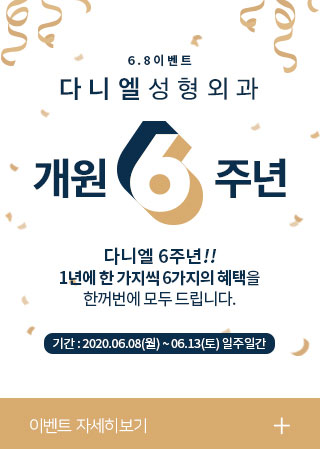 6.8이벤트
다니엘성형외과
개원 6 주년
다니엘 6주년!!
1년에 한 가지씩 6가지의 혜택을
한꺼번에 모두 드립니다.
기간 : 2020.06.08(월) ~ 06.13(토) 일주일간
이벤트 자세히보기 +